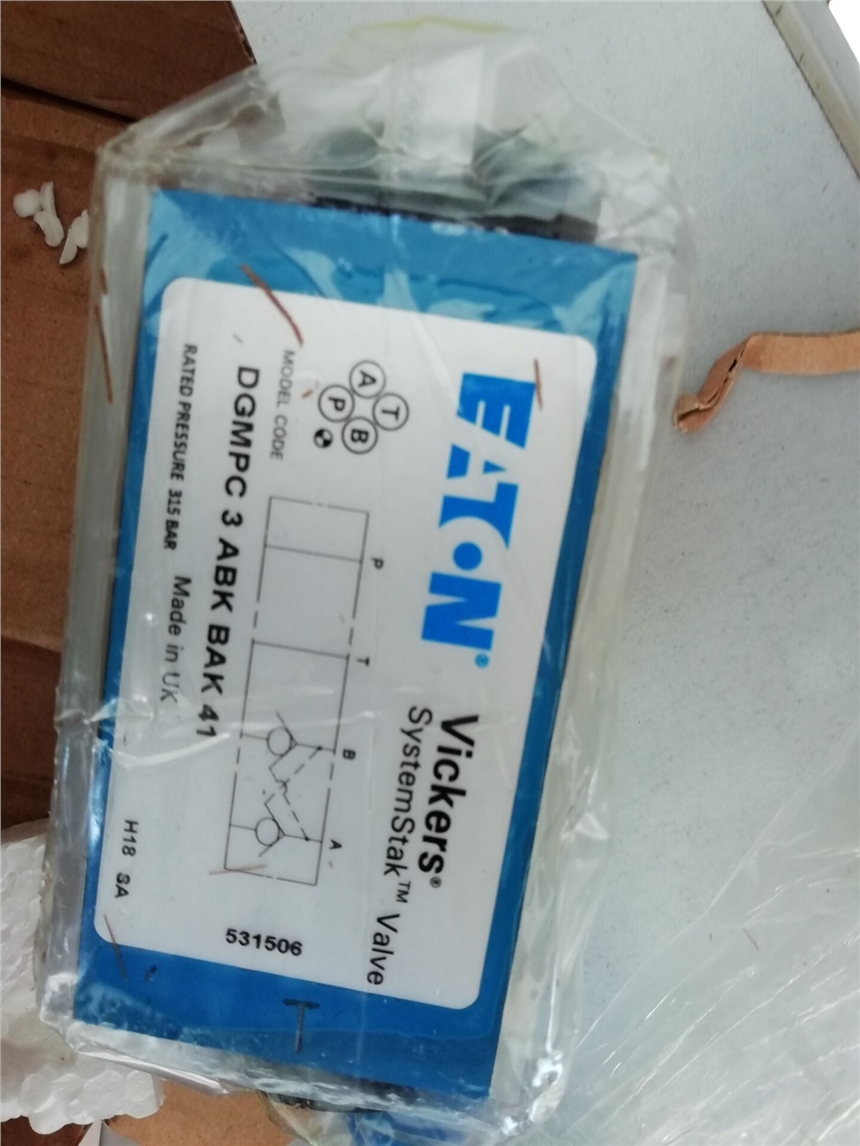 EATON®
Vickers®
SystemStak™ Valve
A T
P B
P T B A
MODEL CODE
DGMPC 3 ABK BAK 41
531506
RATED PRESSURE 315 BAR Made in UK
H18 SA